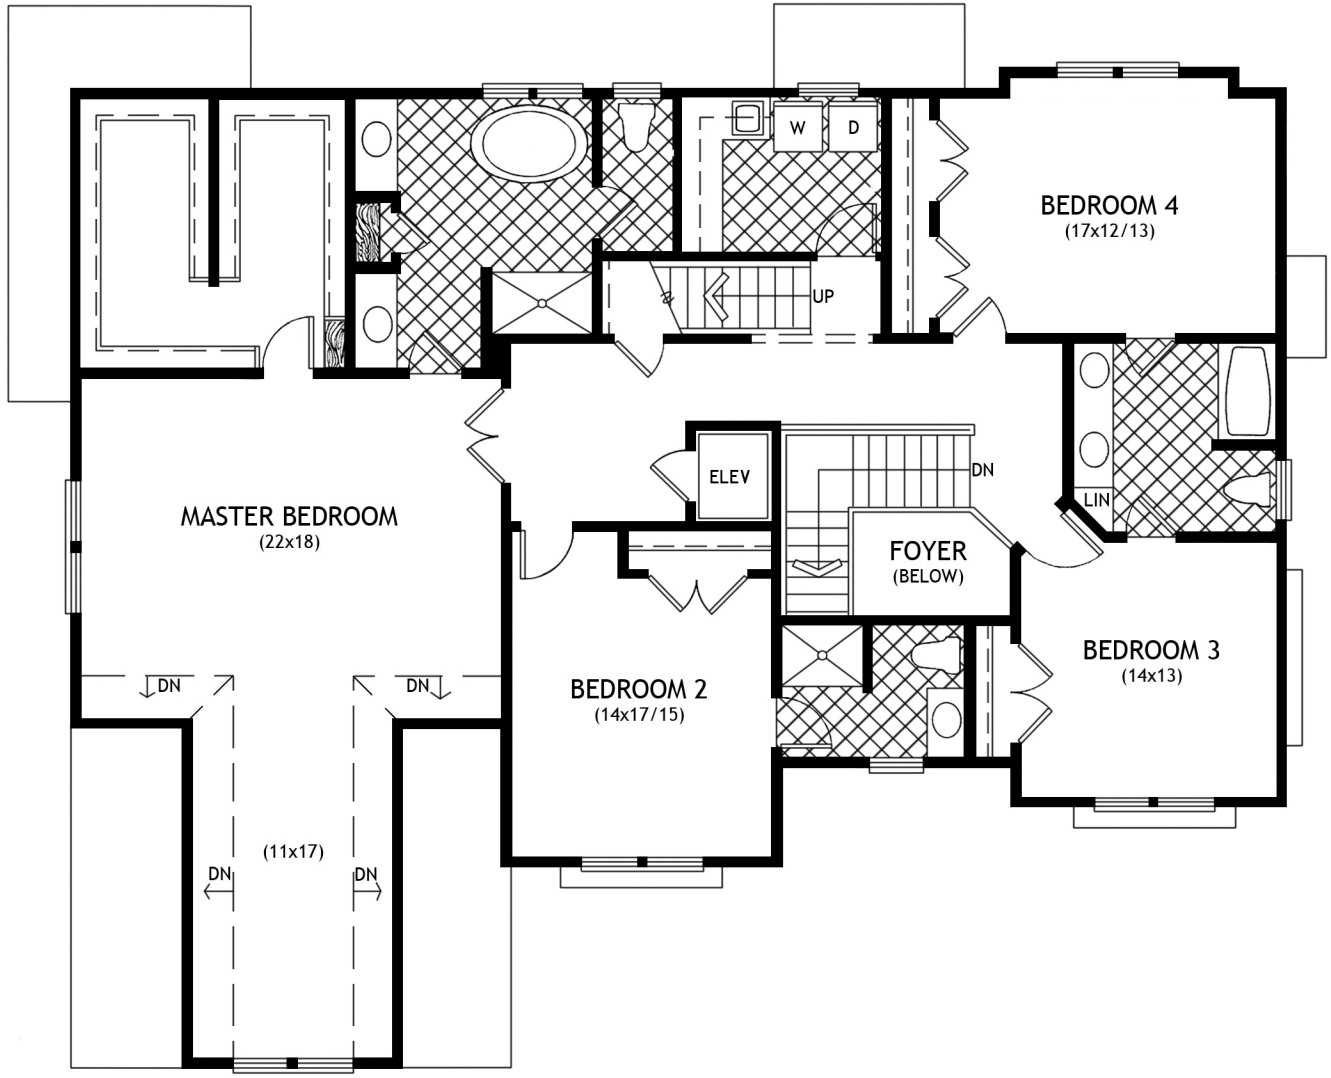 W
D
BEDROOM 4
(17x12/13)
UP
ELEV
DN
LIN
MASTER BEDROOM
(22x18)
FOYER
(BELOW)
BEDROOM 3
(14x13)
DN
DN
BEDROOM 2
(14x17/15)
(11x17)
DN
DN